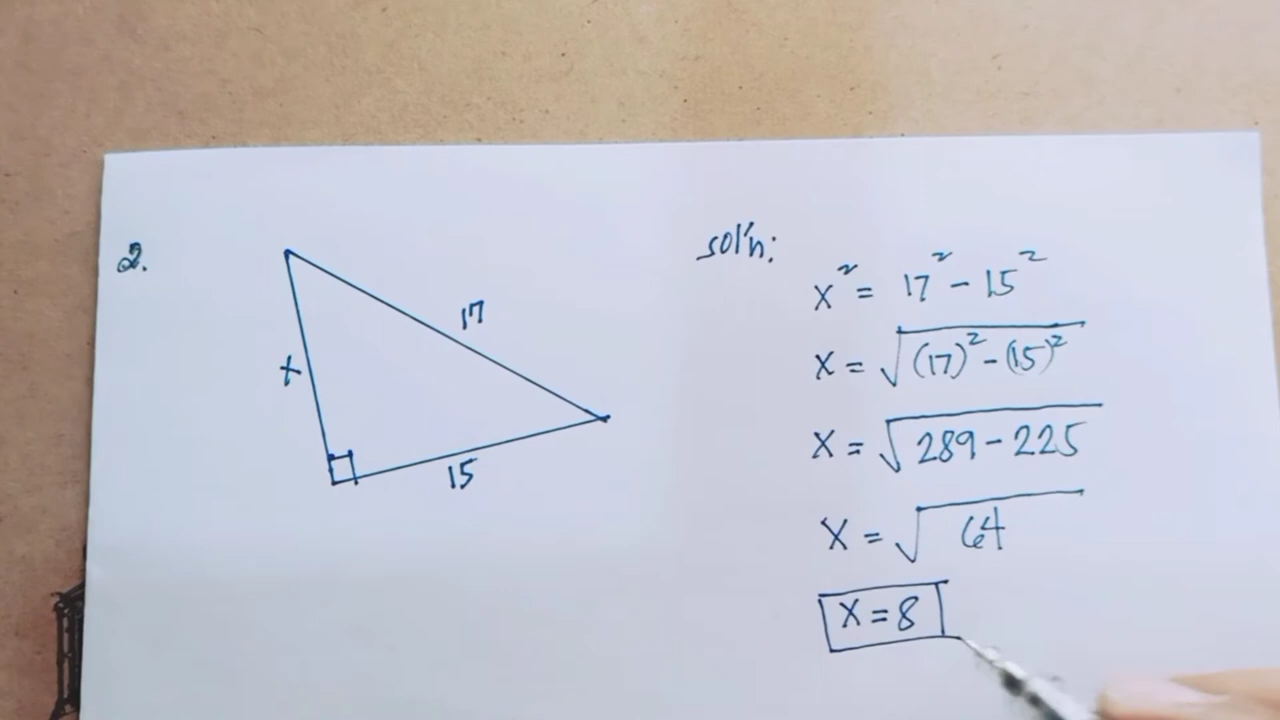 2.
17
x
15
sol'n:
x² = 17² - 15²
x = √(17)² - (15)²
x = √289 - 225
x = √64
x = 8